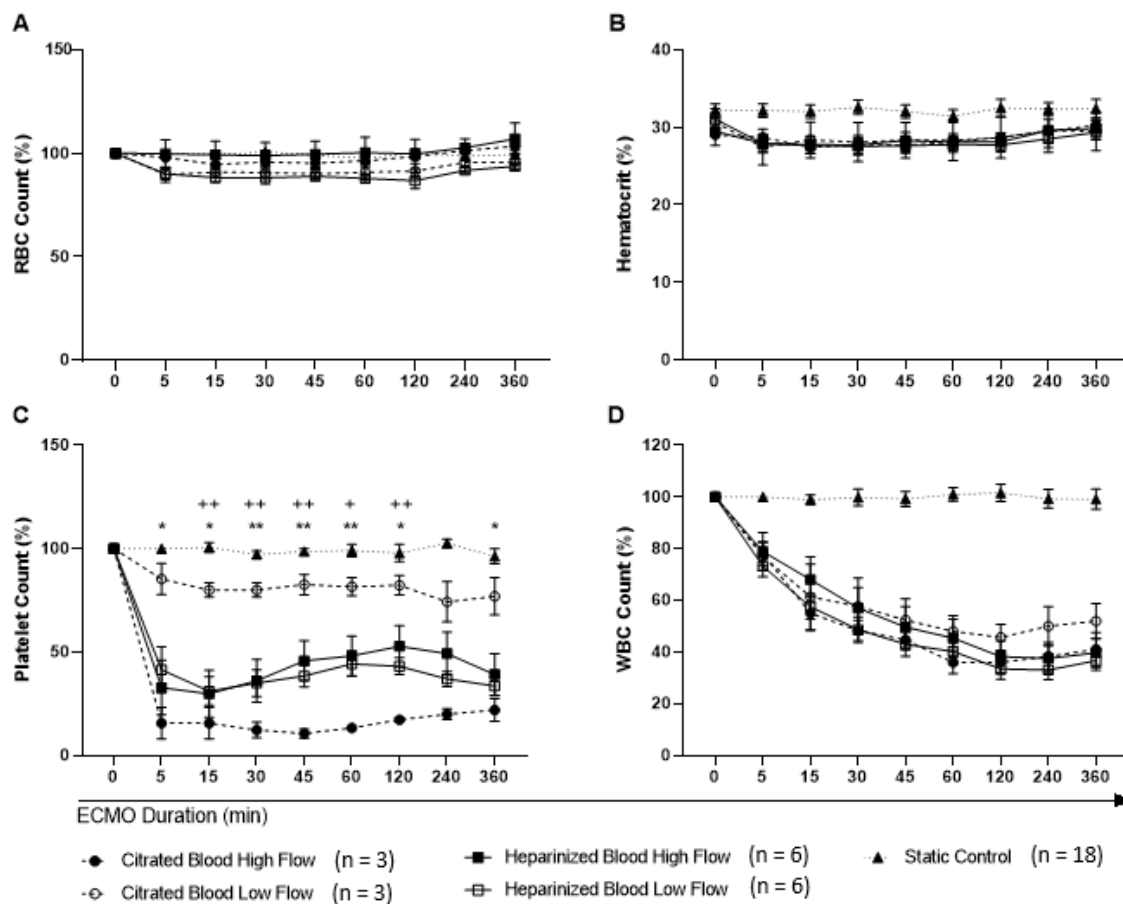 A
RBC Count (%)
150
100
50
0
0 5 15 30 45 60 120 240 360
B
Hematocrit (%)
40
30
20
10
0
0 5 15 30 45 60 120 240 360
C
Platelet Count (%)
150
100
50
0
++ ++ ++ + ++
* * ** ** ** * *
0 5 15 30 45 60 120 240 360
D
WBC Count (%)
120
100
80
60
40
20
0
0 5 15 30 45 60 120 240 360
ECMO Duration (min)
Citrated Blood High Flow (n = 3)
Heparinized Blood High Flow (n = 6)
Static Control (n = 18)
Citrated Blood Low Flow (n = 3)
Heparinized Blood Low Flow (n = 6)